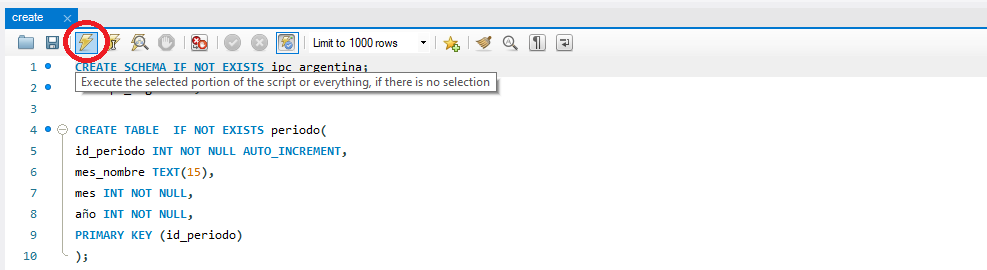 create
Limit to 1000 rows
1 CREATE SCHEMA IF NOT EXISTS ipc_argentina;
Execute the selected portion of the script or everything, if there is no selection
2
3
4 CREATE TABLE  IF NOT EXISTS periodo(
5 id_periodo INT NOT NULL AUTO_INCREMENT,
6 mes_nombre TEXT(15),
7 mes INT NOT NULL,
8 año INT NOT NULL,
9 PRIMARY KEY (id_periodo)
10 );